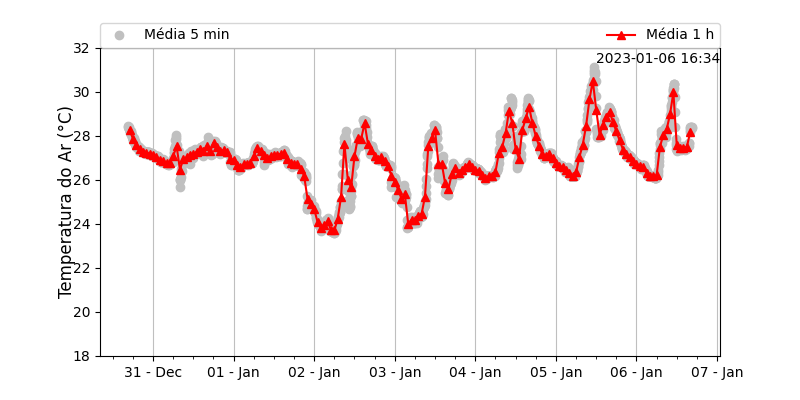 Média 5 min
Média 1 h
2023-01-06 16:34
Temperatura do Ar (°C)
32
30
28
26
24
22
20
18
31 - Dec
01 - Jan
02 - Jan
03 - Jan
04 - Jan
05 - Jan
06 - Jan
07 - Jan